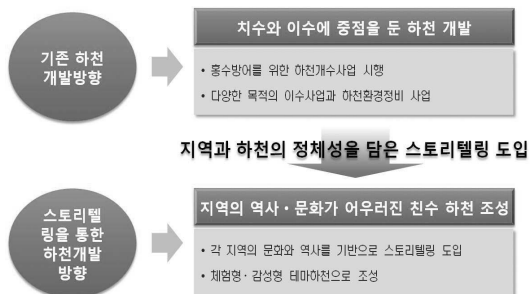 기존 하천
개발방향
치수와 이수에 중점을 둔 하천 개발
• 홍수방어를 위한 하천개수사업 시행
• 다양한 목적의 이수사업과 하천환경정비 사업
지역과 하천의 정체성을 담은 스토리텔링 도입
스토리텔
링을 통한
하천개발
방향
지역의 역사·문화가 어우러진 친수 하천 조성
• 각 지역의 문화와 역사를 기반으로 스토리텔링 도입
• 체험형· 감성형 테마하천으로 조성